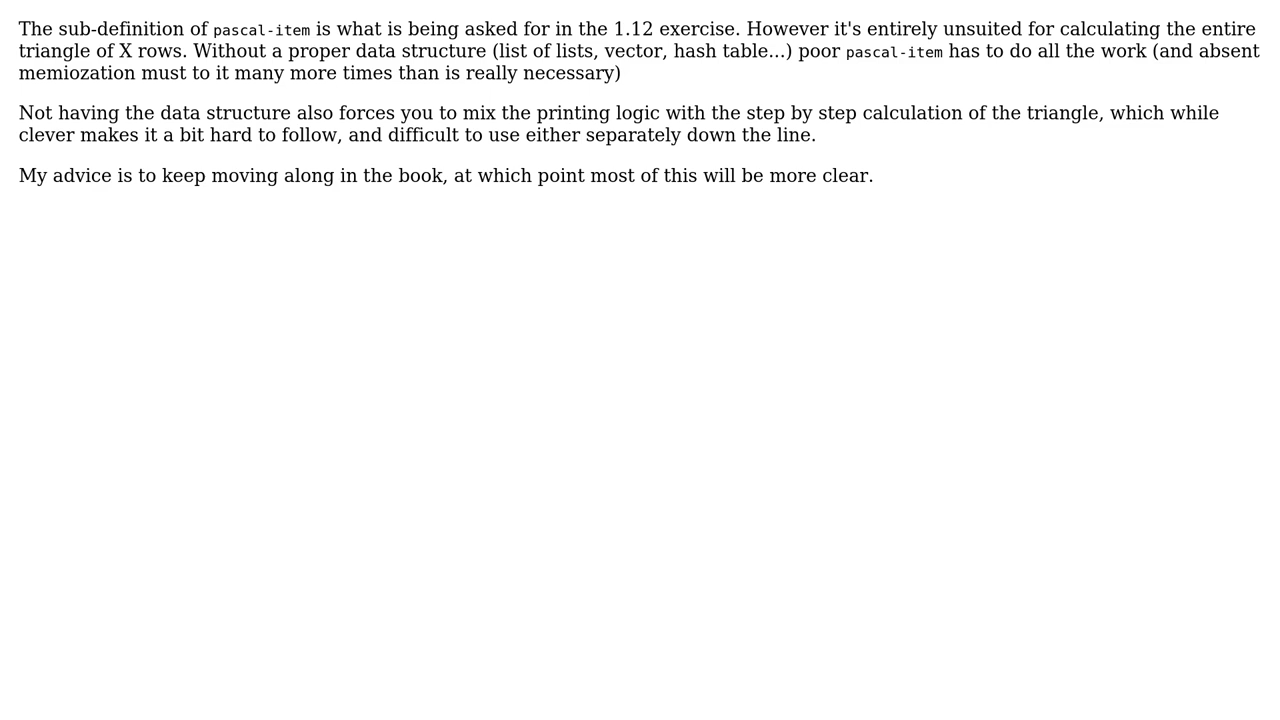 The sub-definition of pascal-item is what is being asked for in the 1.12 exercise. However it's entirely unsuited for calculating the entire
triangle of X rows. Without a proper data structure (list of lists, vector, hash table...) poor pascal-item has to do all the work (and absent
memiozation must to it many more times than is really necessary)
Not having the data structure also forces you to mix the printing logic with the step by step calculation of the triangle, which while
clever makes it a bit hard to follow, and difficult to use either separately down the line.
My advice is to keep moving along in the book, at which point most of this will be more clear.